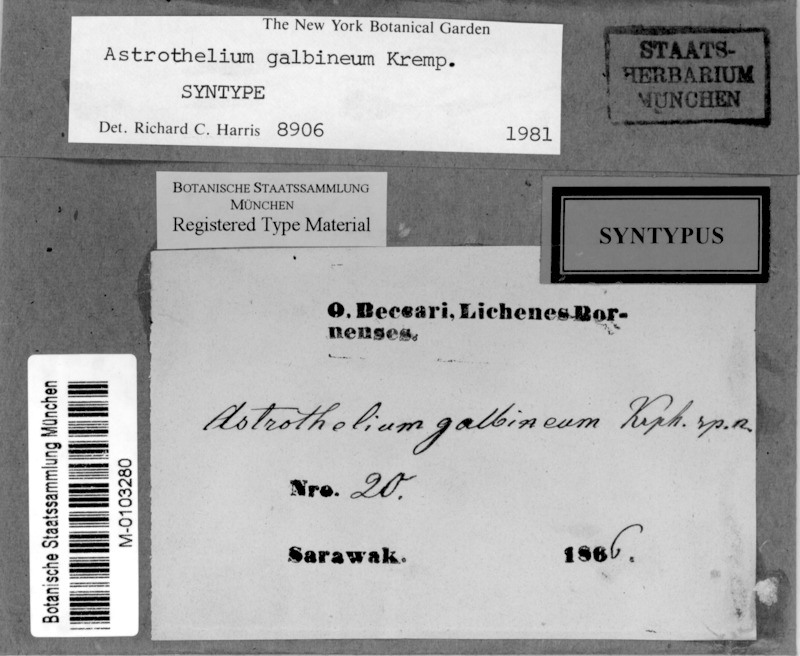 The New York Botanical Garden
Astrothelium galbineum Kremp.
SYNTYPE
Det. Richard C. Harris 8906 1981
STAATS-
HERBARIUM
MÜNCHEN
BOTANISCHE STAATSSAMMLUNG
MÜNCHEN
Registered Type Material
SYNTYPUS
O. Beccari, Lichenes Bor-
nenses.
Astrothelium galbineum Krph. sp. n.
Nro. 20.
Sarawak. 1866.
Botanische Staatssammlung München
M-0103280